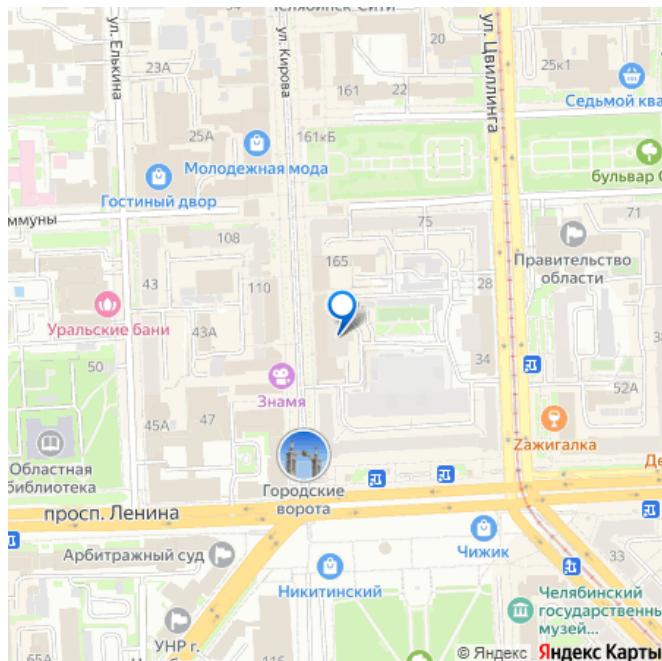 Челябинск-Сити
ул. Елькина
ул. Кирова
ул. Цвиллинга
20
23А
22
161
25к1
Седьмой ква
25А
161кБ
Молодежная мода
Гостиный двор
бульвар С
ммуны
75
71
108
165
Правительство
области
43
110
28
Уральские бани
43А
50
34
52А
Знамя
47
45А
Zажигалка
Областная
библиотека
Де
Городские
ворота
просп. Ленина
Арбитражный суд
Чижик
33
Никитинский
Челябинский
государственны
музей...
УНР г.
65А
116
© Яндекс Яндекс Карты